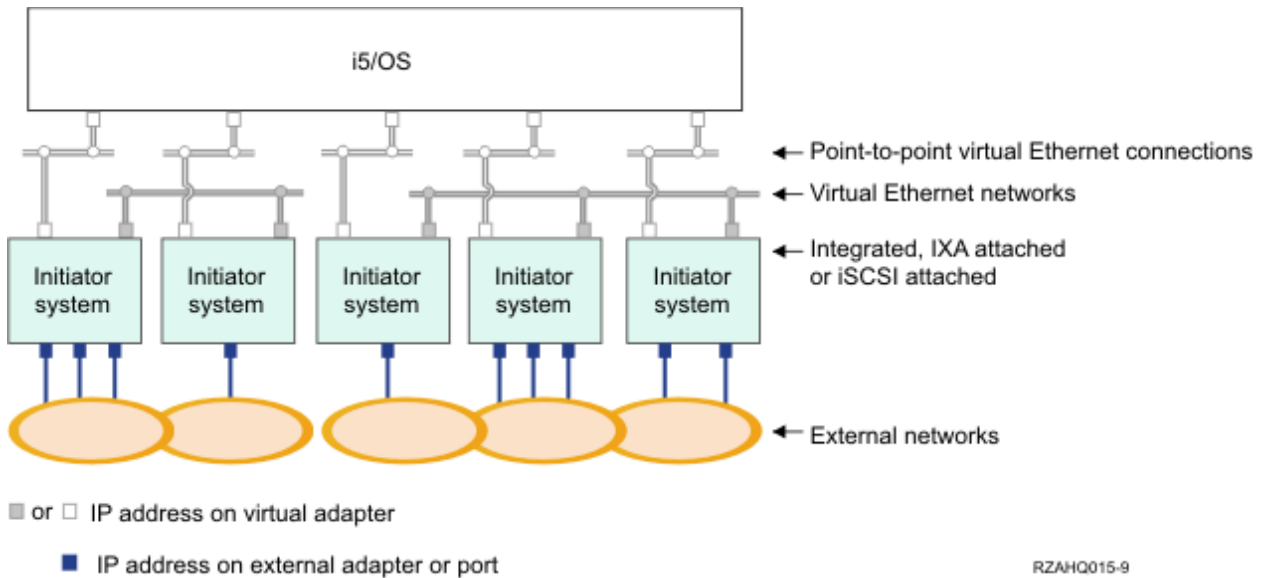 i5/OS
Point-to-point virtual Ethernet connections
Virtual Ethernet networks
Integrated, IXA attached
or iSCSI attached
Initiator system
Initiator system
Initiator system
Initiator system
Initiator system
External networks
or IP address on virtual adapter
IP address on external adapter or port
RZAHQ015-9